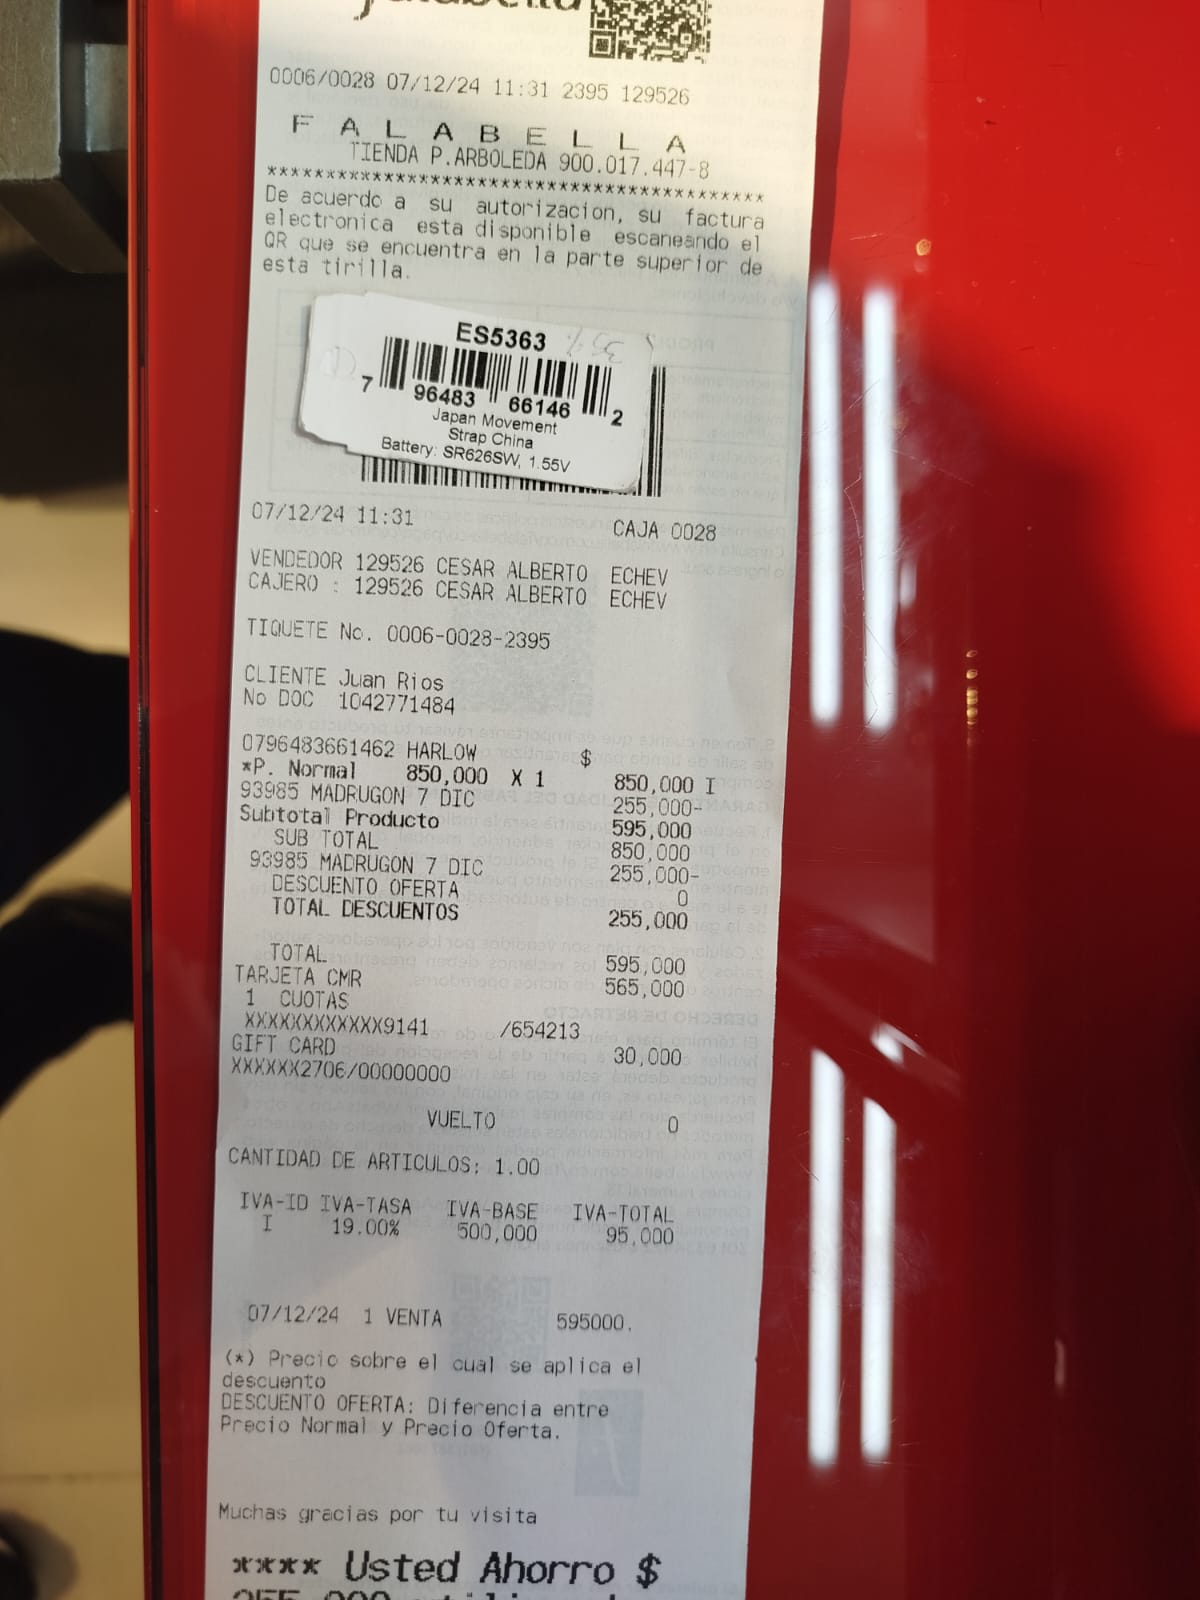 falabella
0006/0028 07/12/24 11:31 2395 129526
F A L A B E L L A
TIENDA P.ARBOLEDA 900.017.447-8
******************************************
De acuerdo a su autorizacion, su factura
electronica esta disponible escaneando el
QR que se encuentra en la parte superior de
esta tirilla.
ES5363
35%
7 96483 66146 2
Japan Movement
Strap China
Battery: SR626SW, 1.55V
07/12/24 11:31 CAJA 0028
VENDEDOR 129526 CESAR ALBERTO ECHEV
CAJERO : 129526 CESAR ALBERTO ECHEV
TIQUETE No. 0006-0028-2395
CLIENTE Juan Rios
No DOC 1042771484
0796483661462 HARLOW $
*P. Normal 850,000 X 1 850,000 I
93985 MADRUGON 7 DIC 255,000-
Subtotal Producto 595,000
SUB TOTAL 850,000
93985 MADRUGON 7 DIC 255,000-
DESCUENTO OFERTA 0
TOTAL DESCUENTOS 255,000
TOTAL 595,000
TARJETA CMR 565,000
1 CUOTAS
XXXXXXXXXXXX9141 /654213
GIFT CARD 30,000
XXXXXX2706/00000000
VUELTO 0
CANTIDAD DE ARTICULOS: 1.00
IVA-ID IVA-TASA IVA-BASE IVA-TOTAL
I 19.00% 500,000 95,000
07/12/24 1 VENTA 595000.
(*) Precio sobre el cual se aplica el
descuento
DESCUENTO OFERTA: Diferencia entre
Precio Normal y Precio Oferta.
Muchas gracias por tu visita
**** Usted Ahorro $